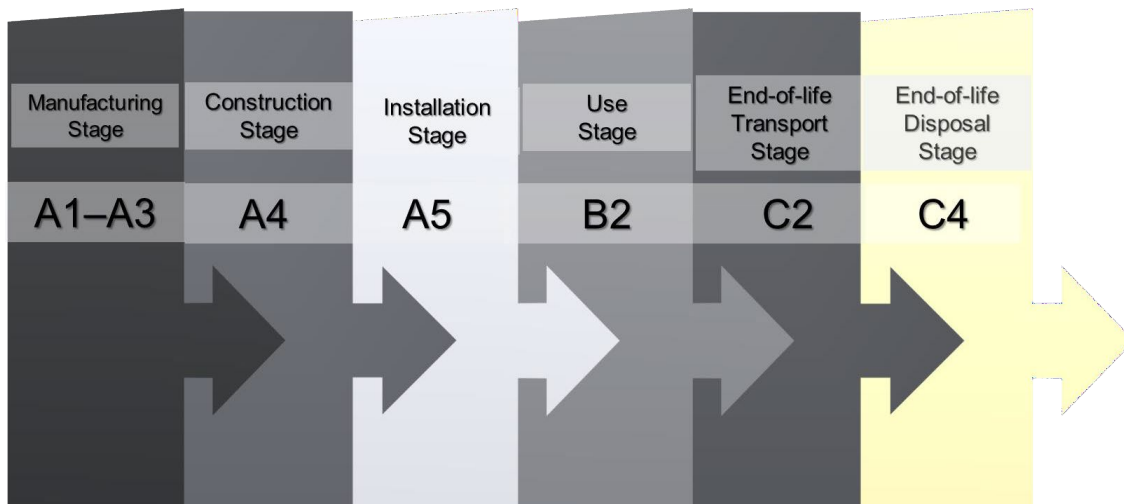 Manufacturing
Stage
Construction
Stage
Installation
Stage
Use
Stage
End-of-life
Transport
Stage
End-of-life
Disposal
Stage
A1–A3
A4
A5
B2
C2
C4